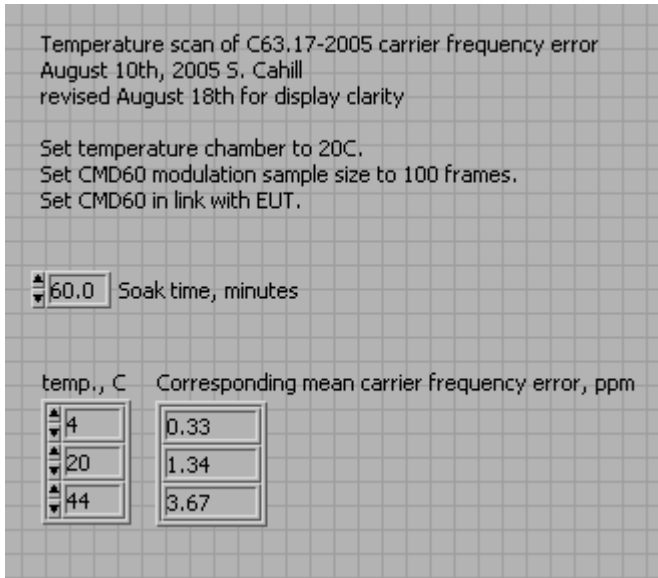 Temperature scan of C63.17-2005 carrier frequency error
August 10th, 2005 S. Cahill
revised August 18th for display clarity
Set temperature chamber to 20C.
Set CMD60 modulation sample size to 100 frames.
Set CMD60 in link with EUT.
60.0 Soak time, minutes
temp., C Corresponding mean carrier frequency error, ppm
4 0.33
20 1.34
44 3.67